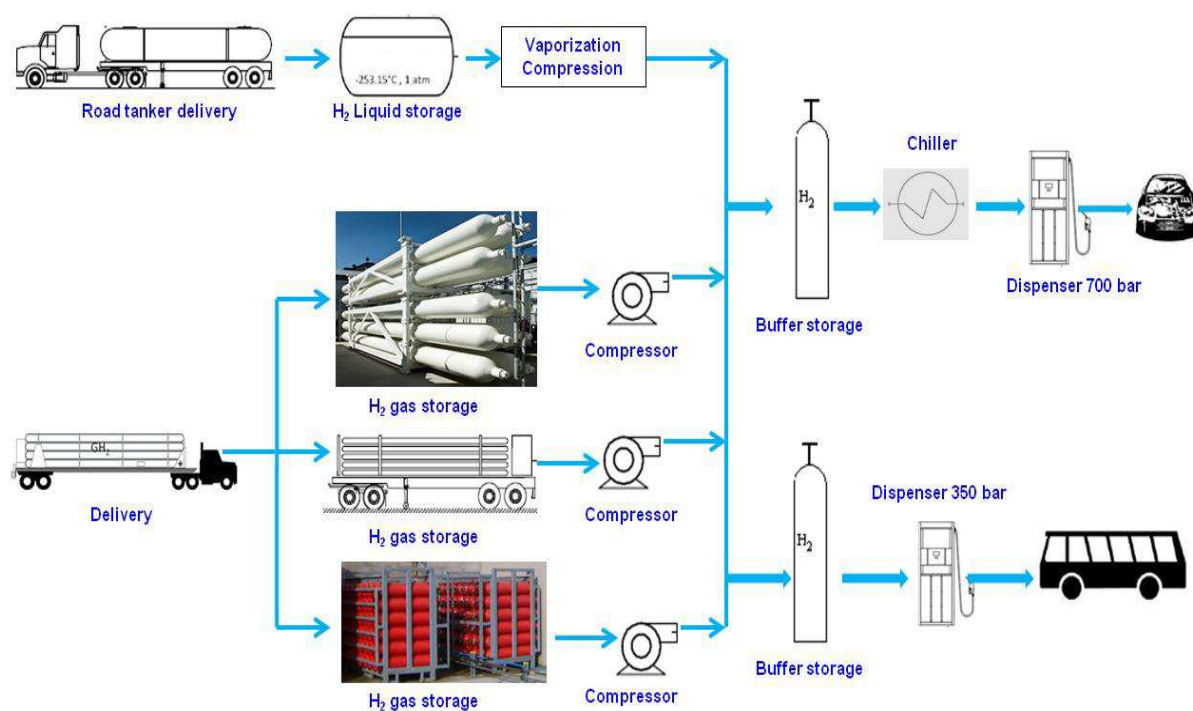 -253.15°C , 1 atm
Vaporization
Compression
Road tanker delivery
H₂ Liquid storage
Chiller
H₂
Dispenser 700 bar
Buffer storage
Compressor
H₂ gas storage
GH₂
Delivery
Compressor
H₂ gas storage
Dispenser 350 bar
H₂
Buffer storage
Compressor
H₂ gas storage